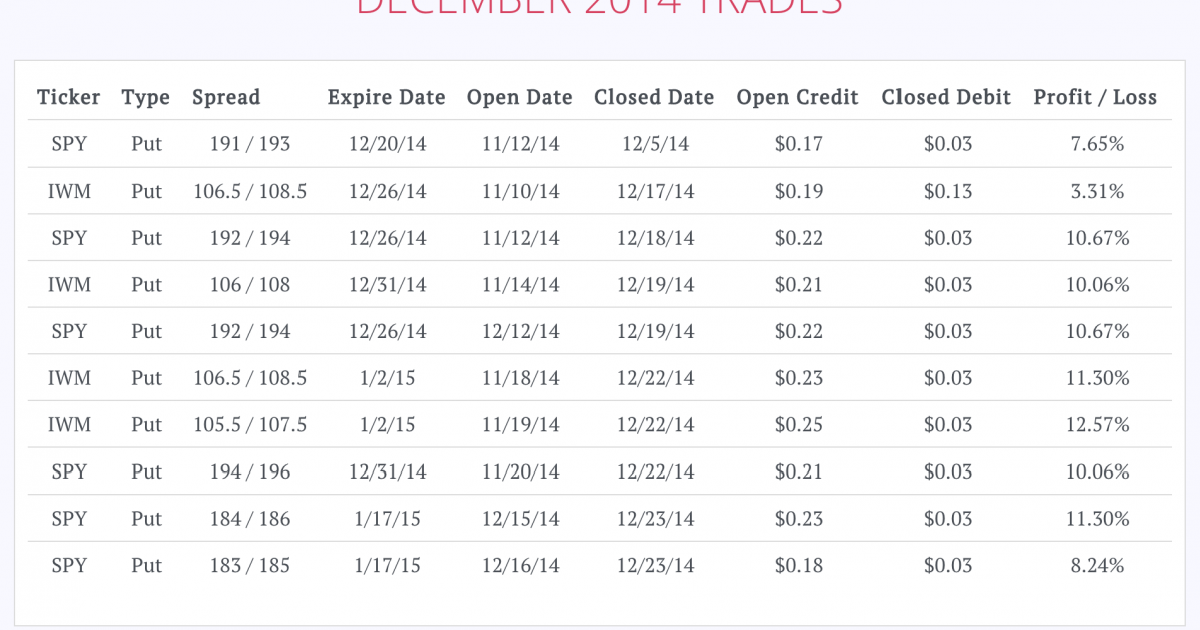 DECEMBER 2014 TRADES
Ticker Type Spread Expire Date Open Date Closed Date Open Credit Closed Debit Profit / Loss
SPY Put 191 / 193 12/20/14 11/12/14 12/5/14 $0.17 $0.03 7.65%
IWM Put 106.5 / 108.5 12/26/14 11/10/14 12/17/14 $0.19 $0.13 3.31%
SPY Put 192 / 194 12/26/14 11/12/14 12/18/14 $0.22 $0.03 10.67%
IWM Put 106 / 108 12/31/14 11/14/14 12/19/14 $0.21 $0.03 10.06%
SPY Put 192 / 194 12/26/14 12/12/14 12/19/14 $0.22 $0.03 10.67%
IWM Put 106.5 / 108.5 1/2/15 11/18/14 12/22/14 $0.23 $0.03 11.30%
IWM Put 105.5 / 107.5 1/2/15 11/19/14 12/22/14 $0.25 $0.03 12.57%
SPY Put 194 / 196 12/31/14 11/20/14 12/22/14 $0.21 $0.03 10.06%
SPY Put 184 / 186 1/17/15 12/15/14 12/23/14 $0.23 $0.03 11.30%
SPY Put 183 / 185 1/17/15 12/16/14 12/23/14 $0.18 $0.03 8.24%